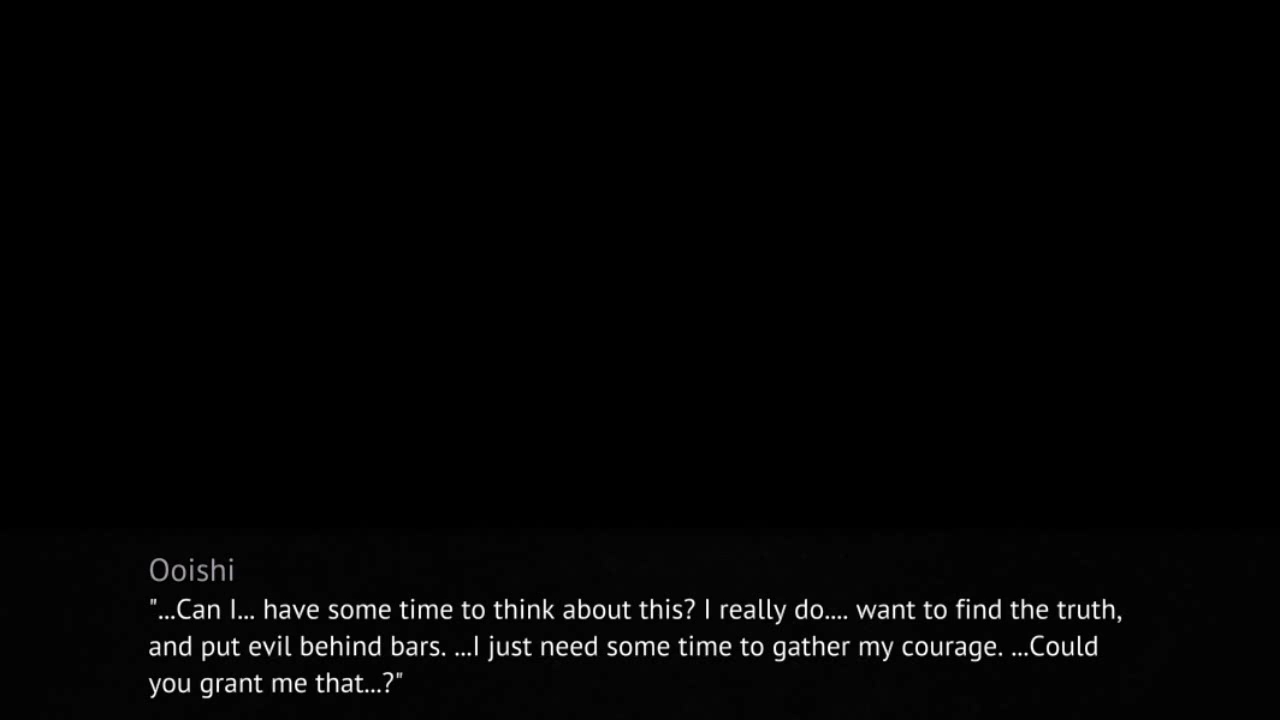 Ooishi
"...Can I... have some time to think about this? I really do.... want to find the truth,
and put evil behind bars. ...I just need some time to gather my courage. ...Could
you grant me that...?"